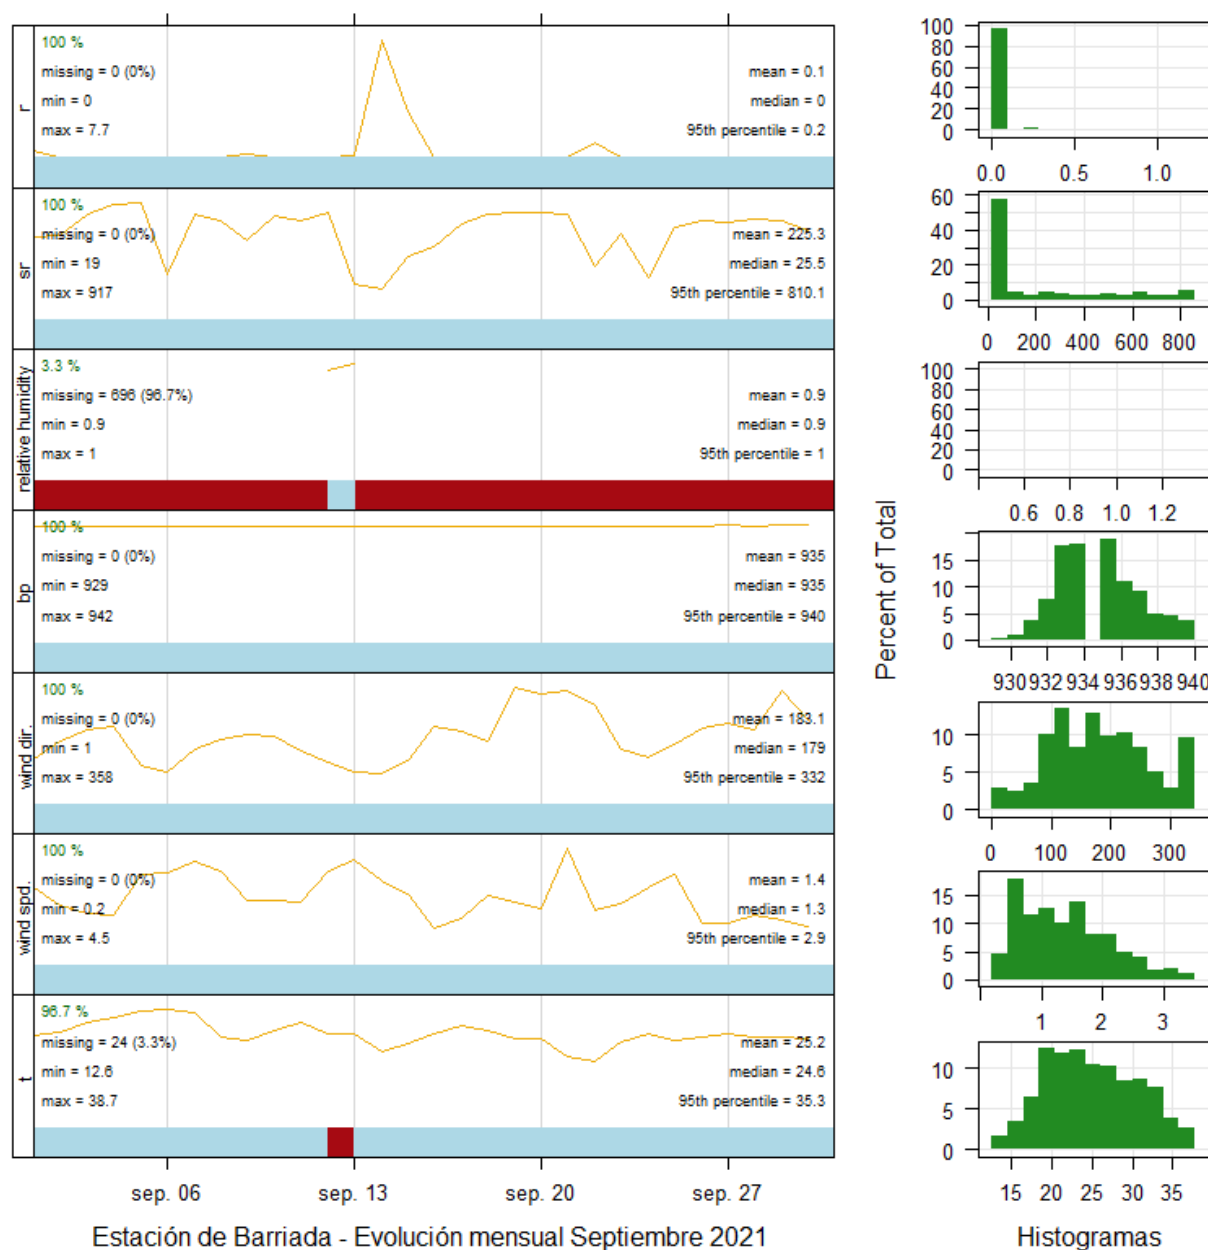 r
100 %
missing = 0 (0%)
min = 0
max = 7.7
mean = 0.1
median = 0
95th percentile = 0.2
sr
100 %
missing = 0 (0%)
min = 19
max = 917
mean = 225.3
median = 25.5
95th percentile = 810.1
relative humidity
3.3 %
missing = 696 (96.7%)
min = 0.9
max = 1
mean = 0.9
median = 0.9
95th percentile = 1
bp
100 %
missing = 0 (0%)
min = 929
max = 942
mean = 935
median = 935
95th percentile = 940
wind dir.
100 %
missing = 0 (0%)
min = 1
max = 358
mean = 183.1
median = 179
95th percentile = 332
wind spd.
100 %
missing = 0 (0%)
min = 0.2
max = 4.5
mean = 1.4
median = 1.3
95th percentile = 2.9
t
96.7 %
missing = 24 (3.3%)
min = 12.6
max = 38.7
mean = 25.2
median = 24.6
95th percentile = 35.3
sep. 06 sep. 13 sep. 20 sep. 27
Estación de Barriada - Evolución mensual Septiembre 2021
Percent of Total
100
80
60
40
20
0
0.0 0.5 1.0
60
40
20
0
0 200 400 600 800
100
80
60
40
20
0
0.6 0.8 1.0 1.2
15
10
5
0
930 932 934 936 938 940
10
5
0
0 100 200 300
15
10
5
0
1 2 3
10
5
0
15 20 25 30 35
Histogramas